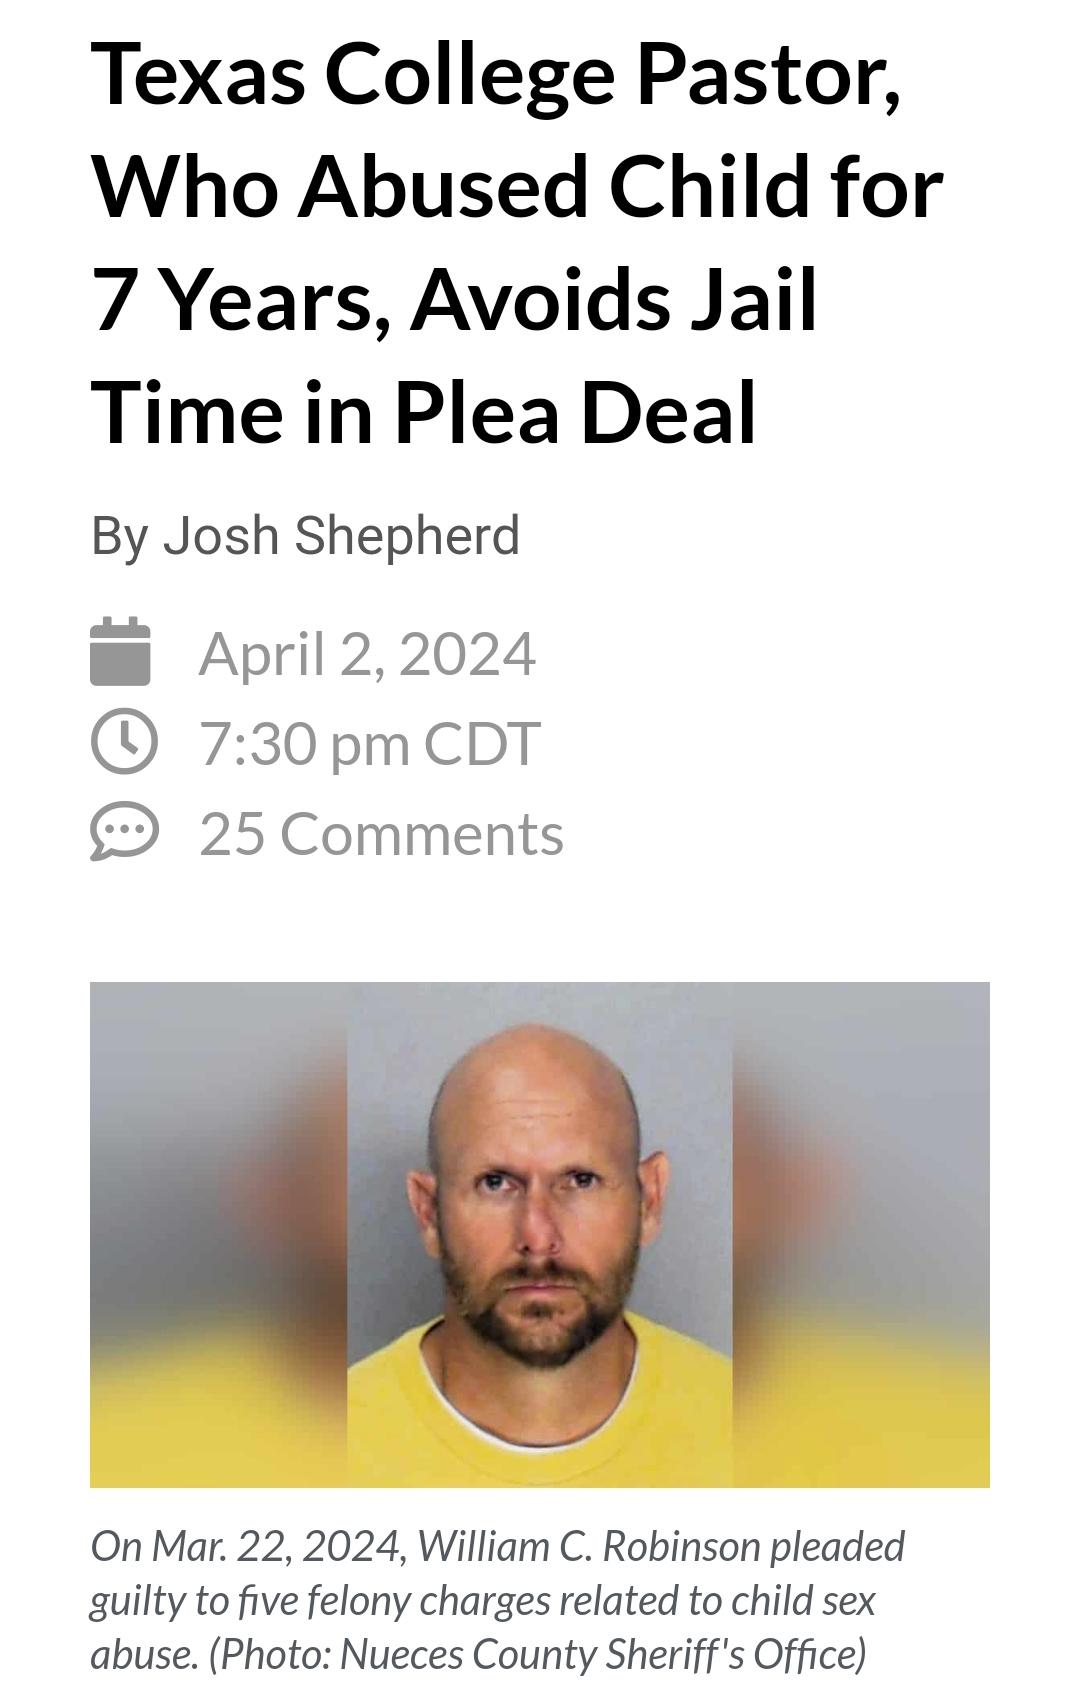 Texas College Pastor,
Who Abused Child for
7 Years, Avoids Jail
Time in Plea Deal
By Josh Shepherd
April 2, 2024
7:30 pm CDT
25 Comments
On Mar. 22, 2024, William C. Robinson pleaded
guilty to five felony charges related to child sex
abuse. (Photo: Nueces County Sheriff's Office)